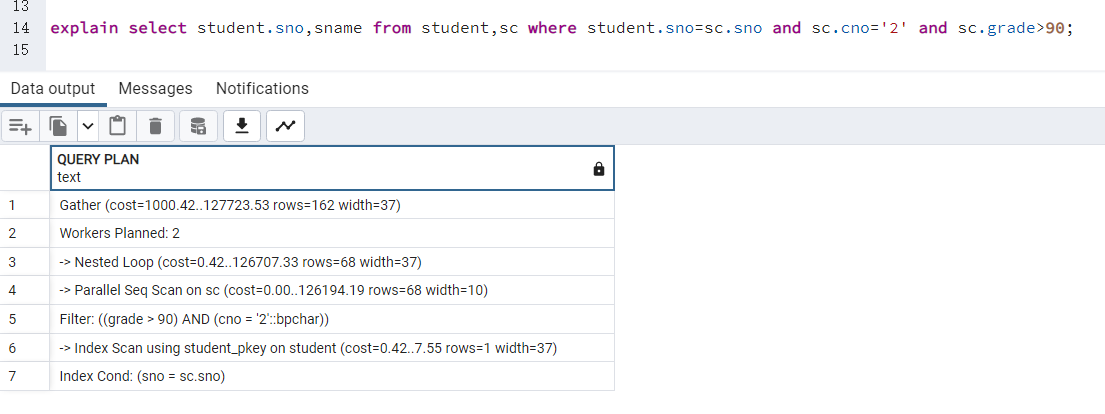 13
14 explain select student.sno,sname from student,sc where student.sno=sc.sno and sc.cno='2' and sc.grade>90;
15
Data output Messages Notifications
QUERY PLAN
text
1 Gather (cost=1000.42..127723.53 rows=162 width=37)
2 Workers Planned: 2
3 -> Nested Loop (cost=0.42..126707.33 rows=68 width=37)
4 -> Parallel Seq Scan on sc (cost=0.00..126194.19 rows=68 width=10)
5 Filter: ((grade > 90) AND (cno = '2'::bpchar))
6 -> Index Scan using student_pkey on student (cost=0.42..7.55 rows=1 width=37)
7 Index Cond: (sno = sc.sno)